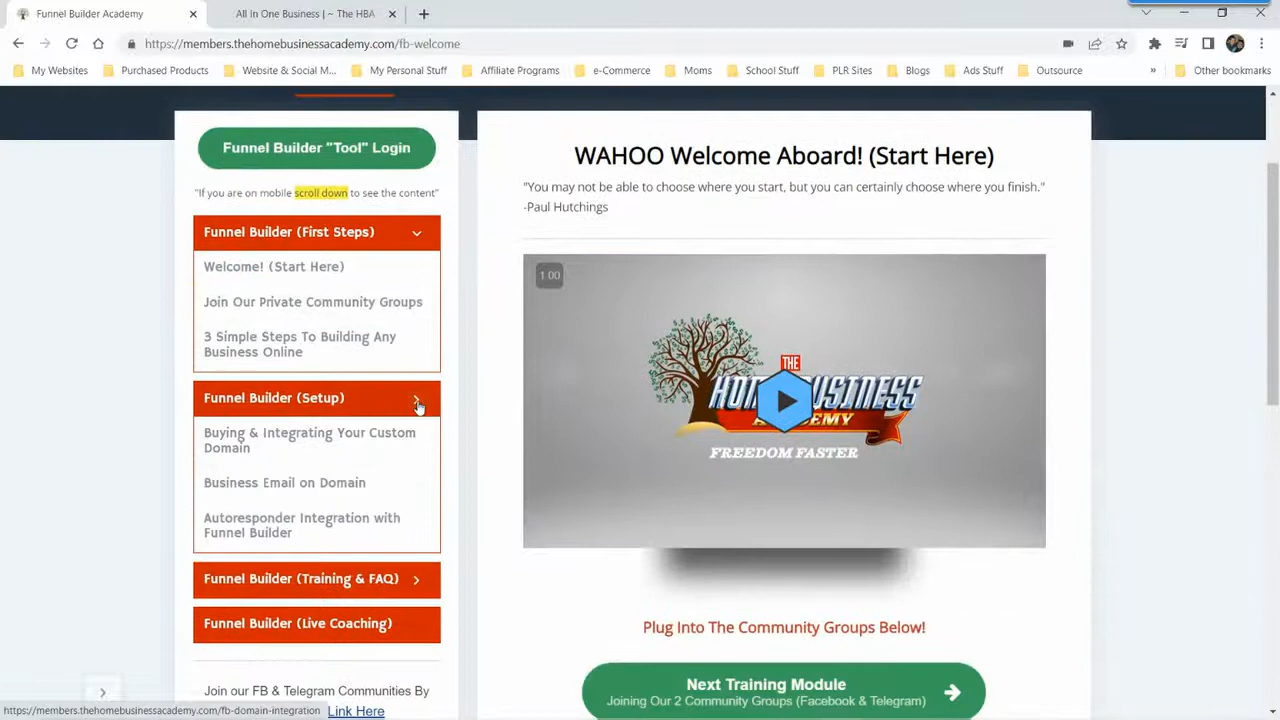 Funnel Builder Academy
All In One Business | ~ The HBA
https://members.thehomebusinessacademy.com/fb-welcome
My Websites
Purchased Products
Website & Social M...
My Personal Stuff
Affiliate Programs
e-Commerce
Moms
School Stuff
PLR Sites
Blogs
Ads Stuff
Outsource
»
Other bookmarks
Funnel Builder "Tool" Login
"If you are on mobile scroll down to see the content"
Funnel Builder (First Steps)
Welcome! (Start Here)
Join Our Private Community Groups
3 Simple Steps To Building Any
Business Online
Funnel Builder (Setup)
Buying & Integrating Your Custom
Domain
Business Email on Domain
Autoresponder Integration with
Funnel Builder
Funnel Builder (Training & FAQ)
Funnel Builder (Live Coaching)
Join our FB & Telegram Communities By
Link Here
https://members.thehomebusinessacademy.com/fb-domain-integration
WAHOO Welcome Aboard! (Start Here)
"You may not be able to choose where you start, but you can certainly choose where you finish."
-Paul Hutchings
1.00
THE
FREEDOM FASTER
Plug Into The Community Groups Below!
Next Training Module
Joining Our 2 Community Groups (Facebook & Telegram)